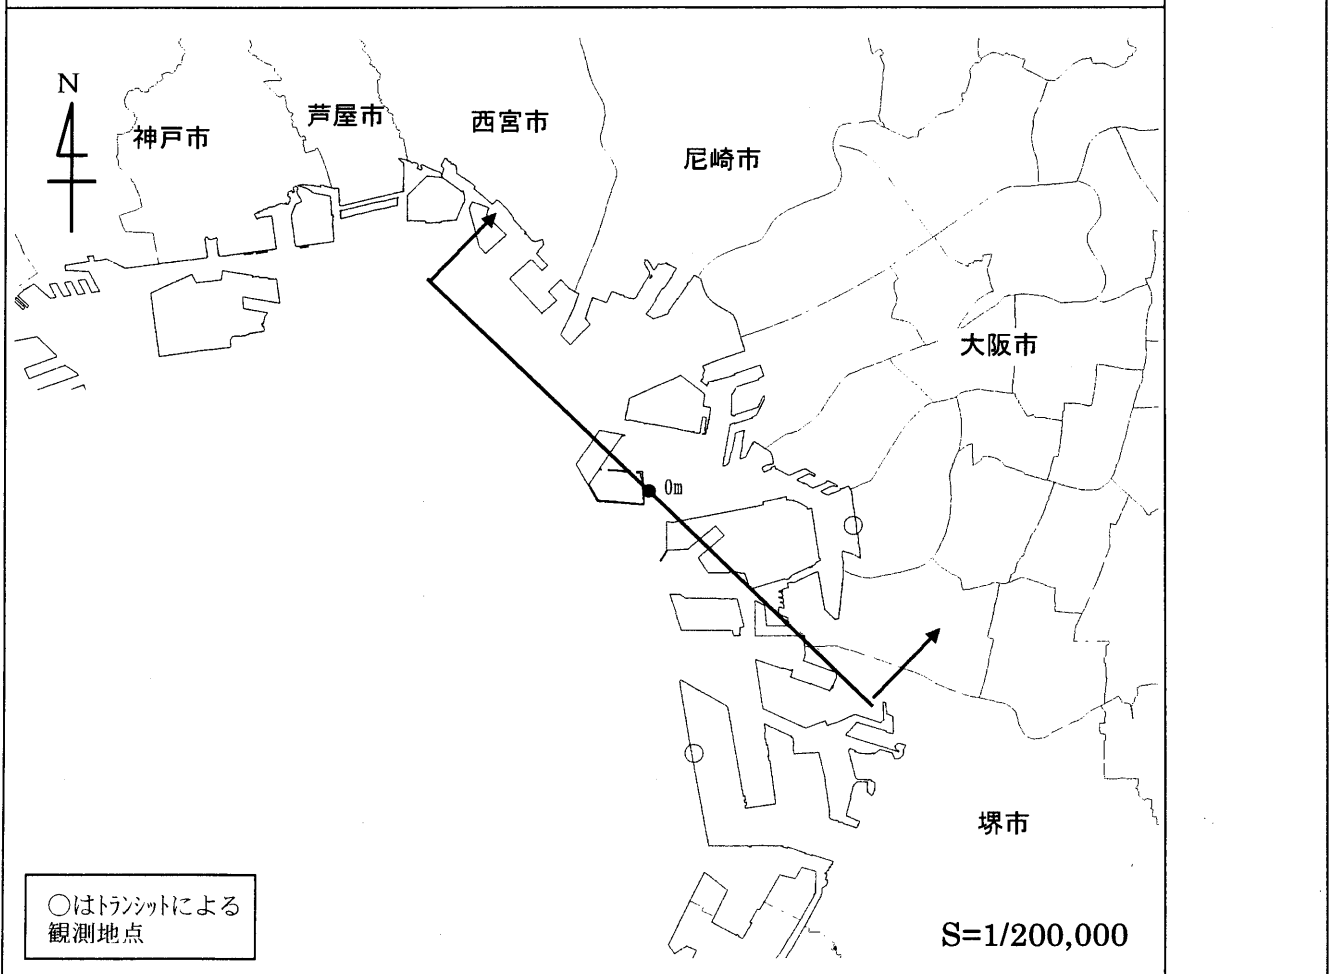 N
神戸市
芦屋市
西宮市
尼崎市
大阪市
0m
堺市
○はトランシットによる
観測地点
S=1/200,000